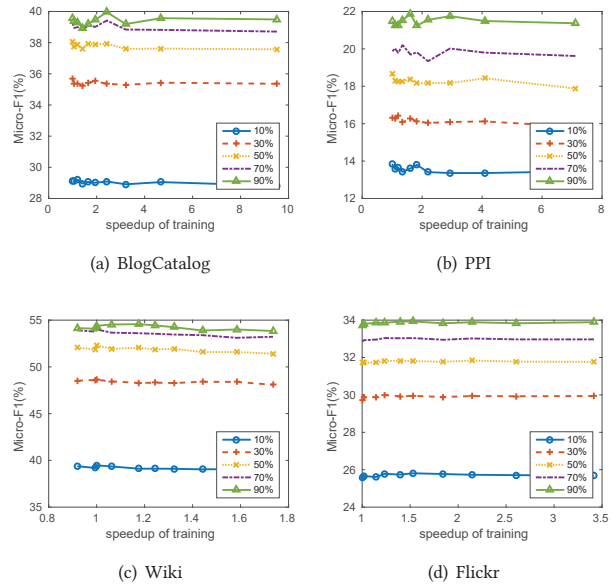 40
38
36
34
32
30
28
Micro-F1(%)
10%
30%
50%
70%
90%
0 2 4 6 8 10
speedup of training
(a) BlogCatalog
22
20
18
16
14
12
Micro-F1(%)
10%
30%
50%
70%
90%
0 2 4 6 8
speedup of training
(b) PPI
55
51
47
43
39
35
Micro-F1(%)
10%
30%
50%
70%
90%
0.8 1 1.2 1.4 1.6 1.8
speedup of training
(c) Wiki
34
32
30
28
26
24
Micro-F1(%)
10%
30%
50%
70%
90%
1 1.5 2 2.5 3 3.5
speedup of training
(d) Flickr